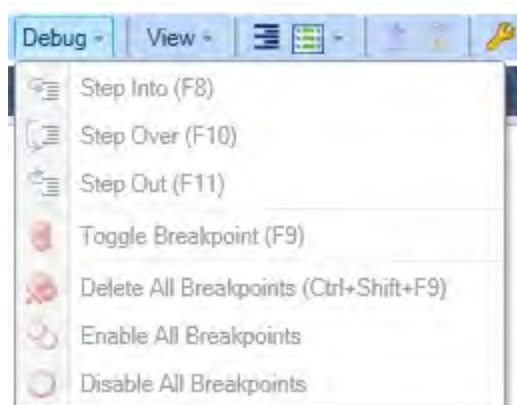 Debug View
Step Into (F8)
Step Over (F10)
Step Out (F11)
Toggle Breakpoint (F9)
Delete All Breakpoints (Ctrl+Shift+F9)
Enable All Breakpoints
Disable All Breakpoints